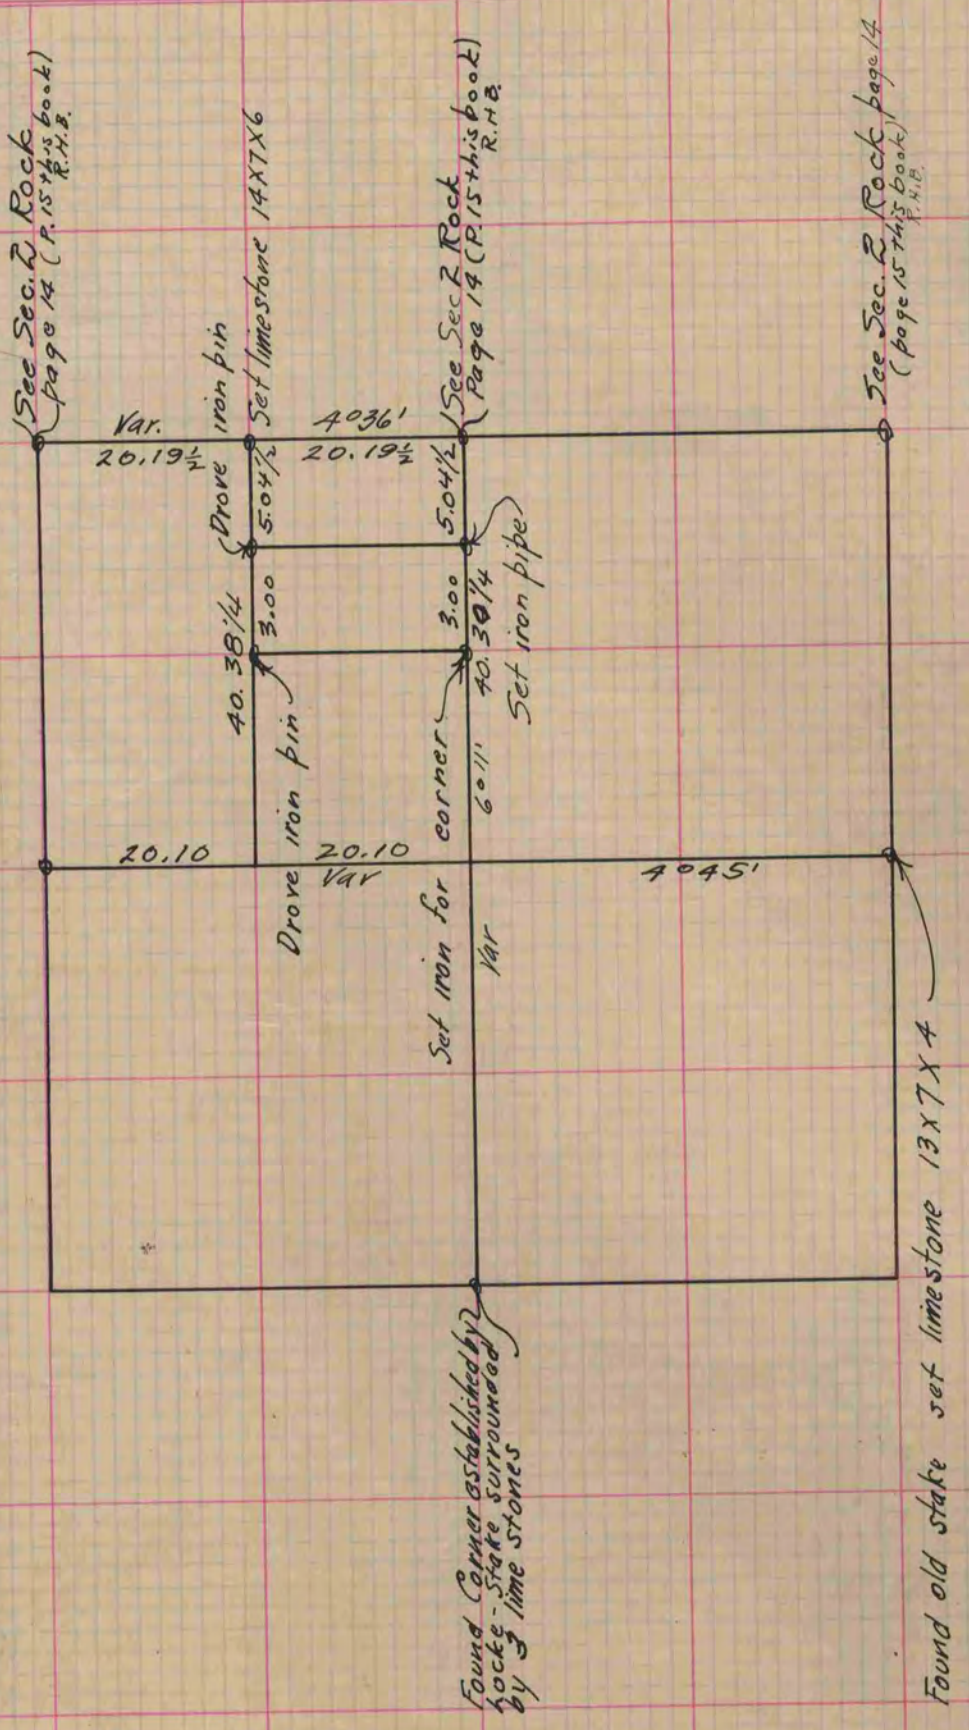 See Sec. 2 Rock
page 14 (P. 15 this book)
R.H.B.
Var.
20.19½
Drove iron pin
Set limestone 14x7x6
5.04½
4°36'
20.19½
See Sec 2 Rock
Page 14 (P. 15 this book)
R.H.B.
5.04½
40.38¼
3.00
3.00
40.30¼
Set iron pipe
Drove iron pin
Set iron for corner
6°11'
Var
20.10
20.10
Var
4°45'
See Sec. 2 Rock page 14
(page 15 this book)
R.H.B.
Found Corner established by
Locke - Stake surrounded
by 3 lime stones
Found old stake set limestone 13X7X4